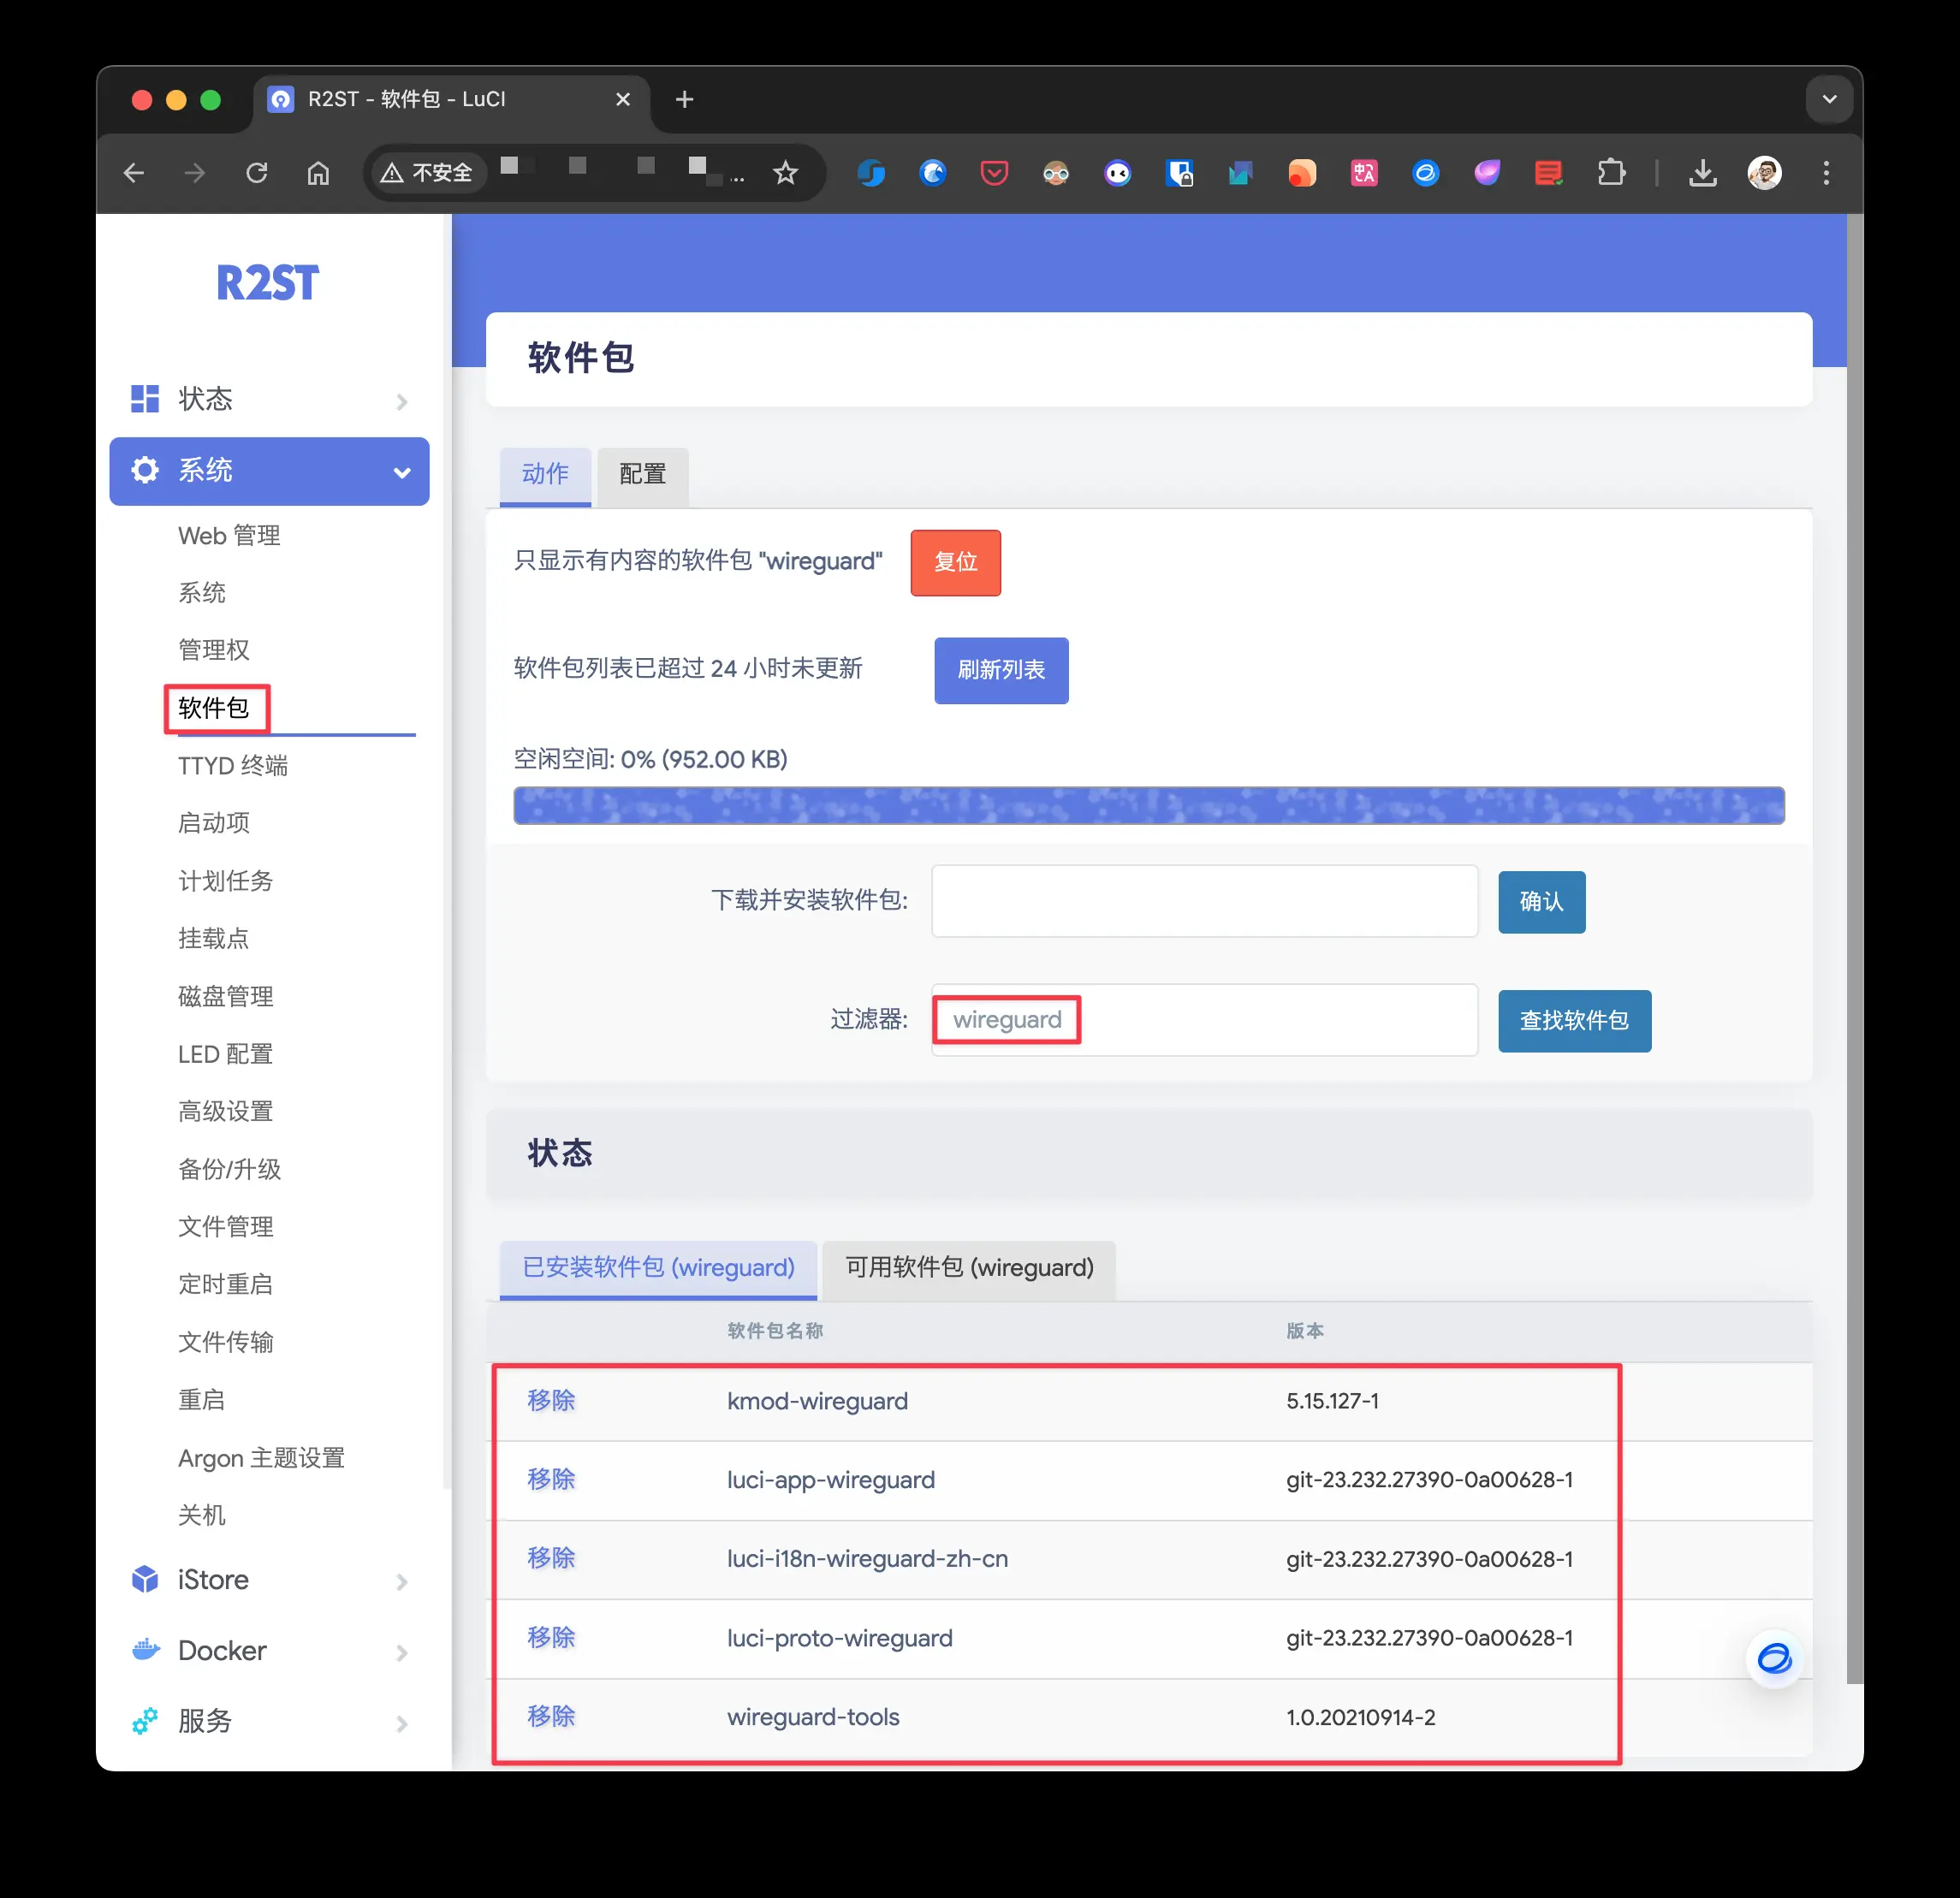 R2ST - 软件包 - LuCI
不安全
...
R2ST
状态
系统
Web 管理
系统
管理权
软件包
TTYD 终端
启动项
计划任务
挂载点
磁盘管理
LED 配置
高级设置
备份/升级
文件管理
定时重启
文件传输
重启
Argon 主题设置
关机
iStore
Docker
服务
软件包
动作 配置
只显示有内容的软件包 "wireguard" 复位
软件包列表已超过 24 小时未更新 刷新列表
空闲空间: 0% (952.00 KB)
下载并安装软件包: 确认
过滤器: wireguard 查找软件包
状态
已安装软件包 (wireguard) 可用软件包 (wireguard)
软件包名称 版本
移除 kmod-wireguard 5.15.127-1
移除 luci-app-wireguard git-23.232.27390-0a00628-1
移除 luci-i18n-wireguard-zh-cn git-23.232.27390-0a00628-1
移除 luci-proto-wireguard git-23.232.27390-0a00628-1
移除 wireguard-tools 1.0.20210914-2